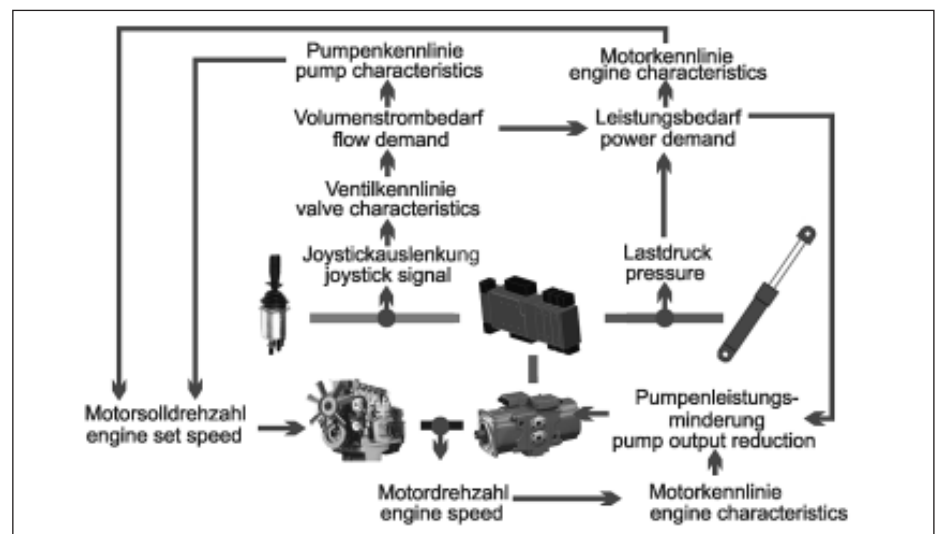 Pumpenkennlinie
pump characteristics
Motorkennlinie
engine characteristics
Volumenstrombedarf
flow demand
Leistungsbedarf
power demand
Ventilkennlinie
valve characteristics
Joystickauslenkung
joystick signal
Lastdruck
pressure
Motorsolldrehzahl
engine set speed
Pumpenleistungs-
minderung
pump output reduction
Motordrehzahl
engine speed
Motorkennlinie
engine characteristics